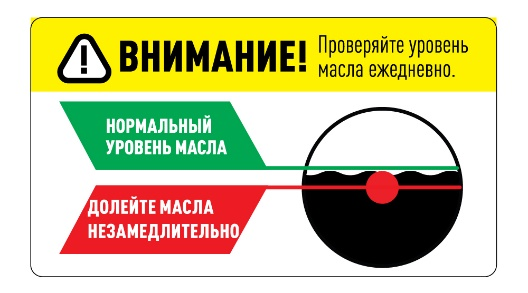 ВНИМАНИЕ!
Проверяйте уровень
масла ежедневно.
НОРМАЛЬНЫЙ
УРОВЕНЬ МАСЛА
ДОЛЕЙТЕ МАСЛА
НЕЗАМЕДЛИТЕЛЬНО